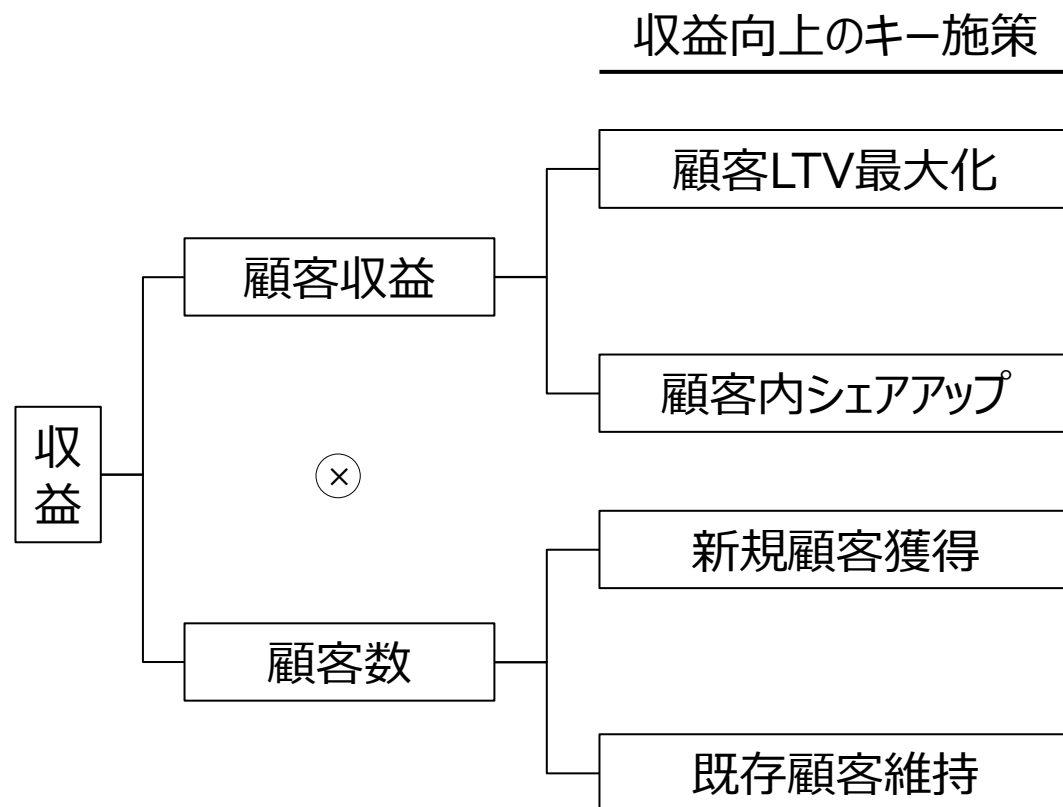 収益向上のキー施策
顧客LTV最大化
顧客収益
顧客内シェアアップ
収
益
×
新規顧客獲得
顧客数
既存顧客維持